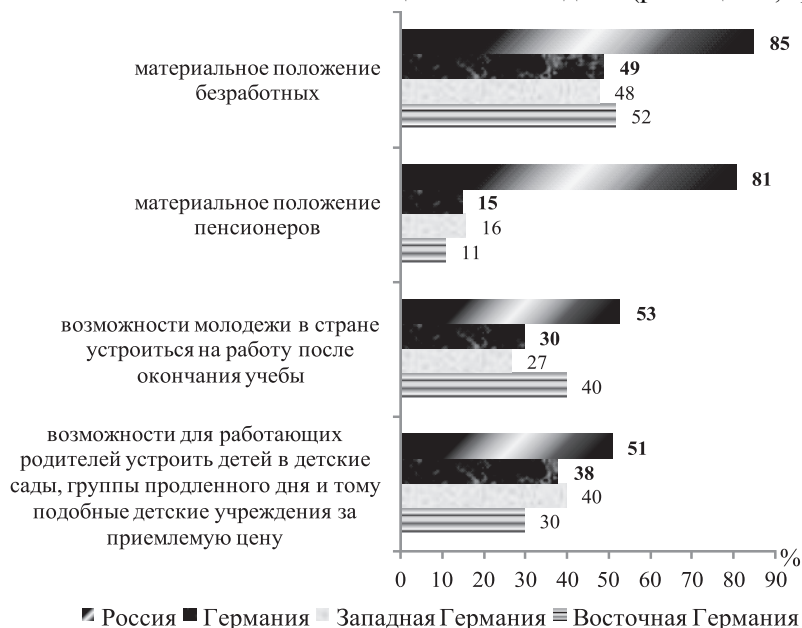 85
материальное положение
безработных
49
48
52
материальное положение
пенсионеров
81
15
16
11
возможности молодежи в стране
устроиться на работу после
окончания учебы
53
30
27
40
возможности для работающих
родителей устроить детей в детские
сады, группы продленного дня и тому
подобные детские учреждения за
приемлемую цену
51
38
40
30
%
0 10 20 30 40 50 60 70 80 90
Россия Германия Западная Германия Восточная Германия